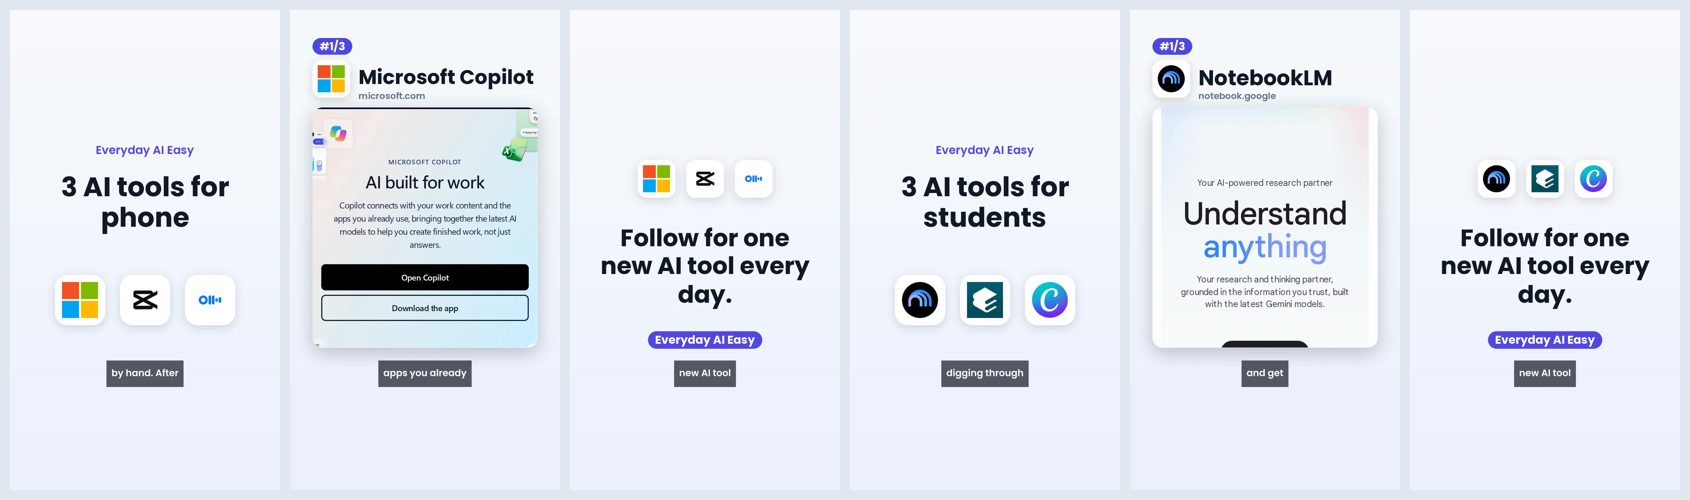 Everyday AI Easy
3 AI tools for
phone
by hand. After
#1/3
Microsoft Copilot
microsoft.com
MICROSOFT COPILOT
AI built for work
Copilot connects with your work content and the
apps you already use, bringing together the latest AI
models to help you create finished work, not just
answers.
Open Copilot
Download the app
apps you already
Follow for one
new AI tool every
day.
Everyday AI Easy
new AI tool
Everyday AI Easy
3 AI tools for
students
digging through
#1/3
NotebookLM
notebook.google
Your AI-powered research partner
Understand
anything
Your research and thinking partner,
grounded in the information you trust, built
with the latest Gemini models.
and get
Follow for one
new AI tool every
day.
Everyday AI Easy
new AI tool